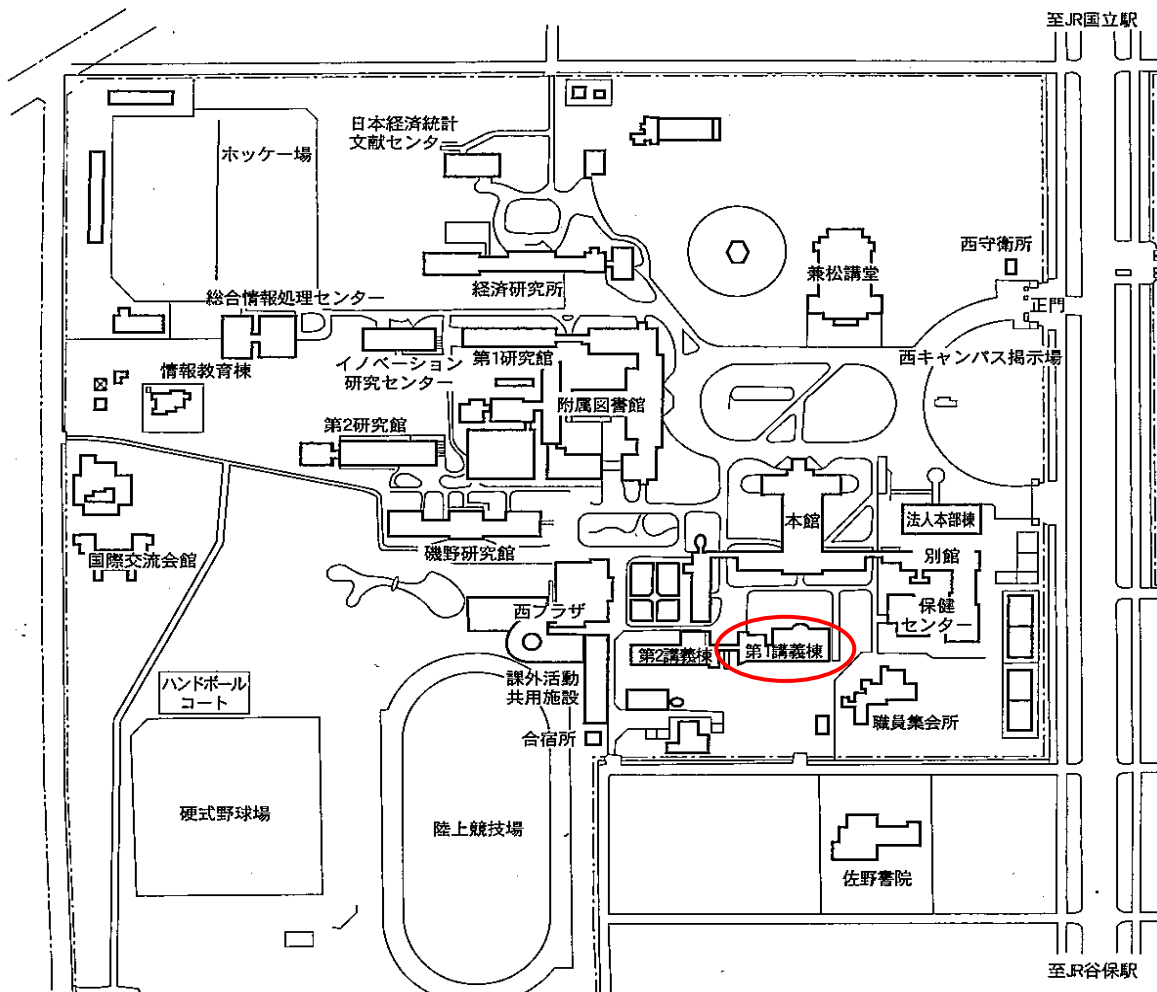 至JR国立駅
日本経済統計
文献センター
ホッケー場
西守衛所
兼松講堂
経済研究所
総合情報処理センター
正門
第1研究館
イノベーション
研究センター
西キャンパス掲示場
情報教育棟
附属図書館
第2研究館
本館
法人本部棟
磯野研究館
国際交流会館
別館
保健
センター
西プラザ
第2講義棟
第1講義棟
課外活動
共用施設
ハンドボール
コート
職員集会所
合宿所
硬式野球場
陸上競技場
佐野書院
至JR谷保駅